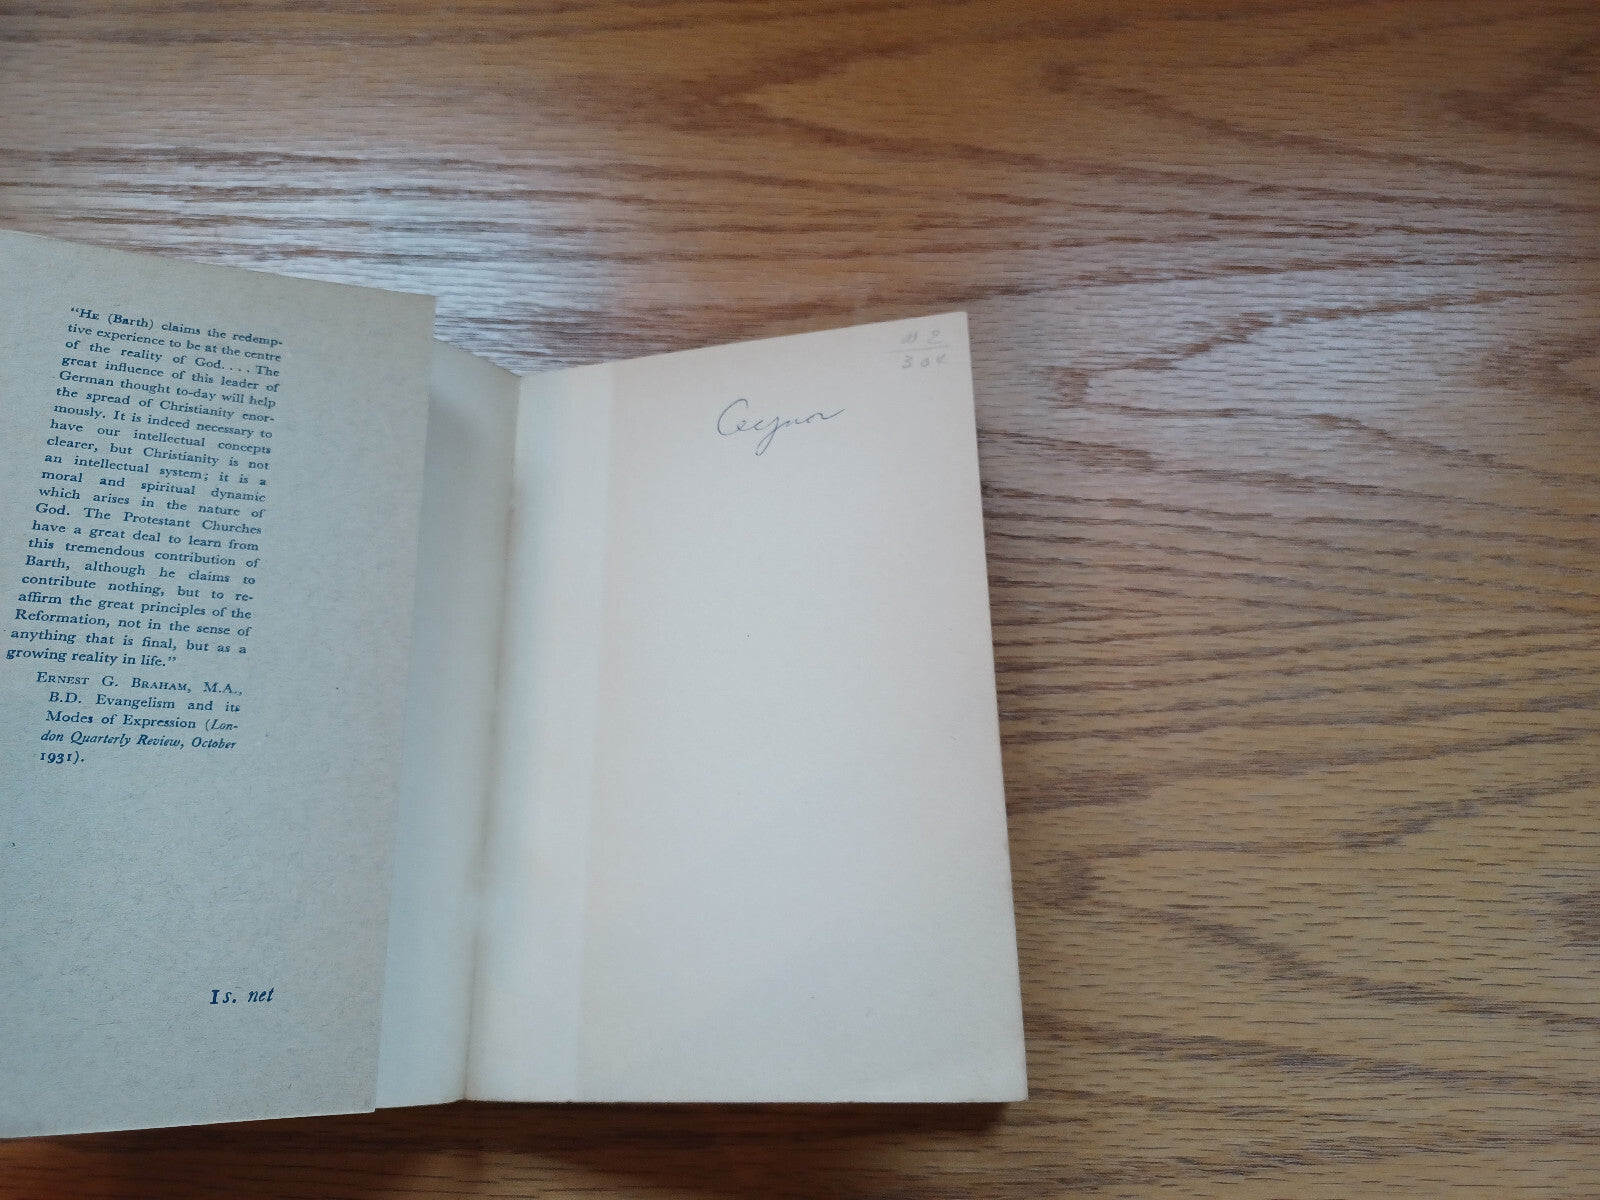 “HE (Barth) claims the redemp-
tive experience to be at the centre
of the reality of God. . . . The
great influence of this leader of
German thought to-day will help
the spread of Christianity enor-
mously. It is indeed necessary to
have our intellectual concepts
clearer, but Christianity is not
an intellectual system; it is a
moral and spiritual dynamic
which arises in the nature of
God. The Protestant Churches
have a great deal to learn from
this tremendous contribution of
Barth, although he claims to
contribute nothing, but to re-
affirm the great principles of the
Reformation, not in the sense of
anything that is final, but as a
growing reality in life.”
ERNEST G. BRAHAM, M.A.,
B.D. Evangelism and its
Modes of Expression (Lon-
don Quarterly Review, October
1931).
1s. net